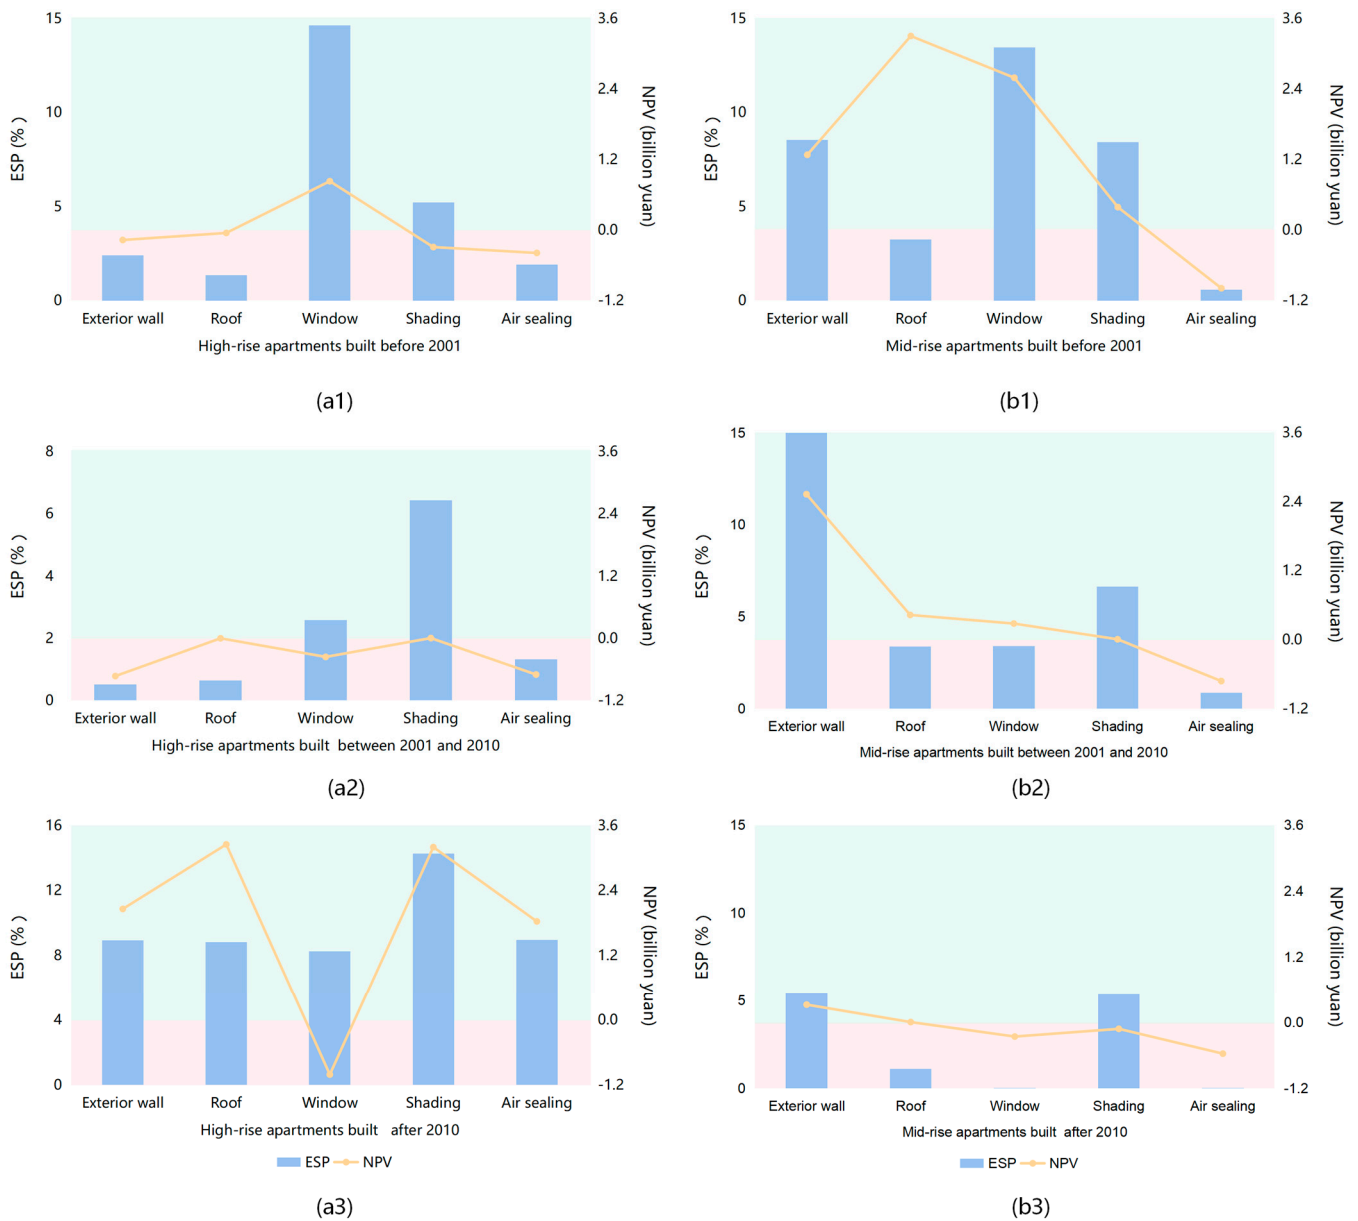 15
10
5
0
ESP (%)
3.6
2.4
1.2
0.0
-1.2
NPV (billion yuan)
Exterior wall Roof Window Shading Air sealing
High-rise apartments built before 2001
(a1)
15
10
5
0
ESP (%)
3.6
2.4
1.2
0.0
-1.2
NPV (billion yuan)
Exterior wall Roof Window Shading Air sealing
Mid-rise apartments built before 2001
(b1)
8
6
4
2
0
ESP (%)
3.6
2.4
1.2
0.0
-1.2
NPV (billion yuan)
Exterior wall Roof Window Shading Air sealing
High-rise apartments built between 2001 and 2010
(a2)
15
10
5
0
ESP (%)
3.6
2.4
1.2
0.0
-1.2
NPV (billion yuan)
Exterior wall Roof Window Shading Air sealing
Mid-rise apartments built between 2001 and 2010
(b2)
16
12
8
4
0
ESP (%)
3.6
2.4
1.2
0.0
-1.2
NPV (billion yuan)
Exterior wall Roof Window Shading Air sealing
High-rise apartments built after 2010
ESP NPV
(a3)
15
10
5
0
ESP (%)
3.6
2.4
1.2
0.0
-1.2
NPV (billion yuan)
Exterior wall Roof Window Shading Air sealing
Mid-rise apartments built after 2010
ESP NPV
(b3)